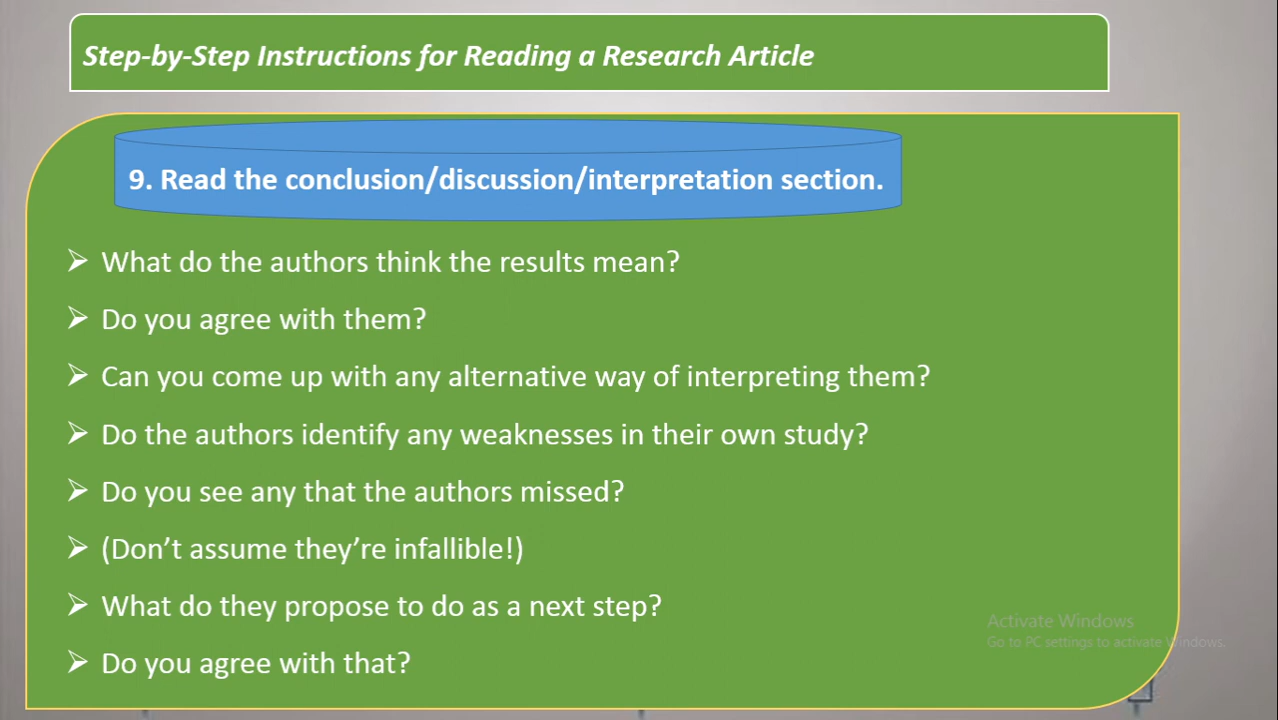 Step-by-Step Instructions for Reading a Research Article
9. Read the conclusion/discussion/interpretation section.
➢ What do the authors think the results mean?
➢ Do you agree with them?
➢ Can you come up with any alternative way of interpreting them?
➢ Do the authors identify any weaknesses in their own study?
➢ Do you see any that the authors missed?
➢ (Don’t assume they’re infallible!)
➢ What do they propose to do as a next step?
➢ Do you agree with that?
Activate Windows
Go to PC settings to activate Windows.